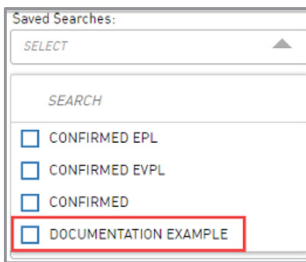 Saved Searches:
SELECT
SEARCH
CONFIRMED EPL
CONFIRMED EVPL
CONFIRMED
DOCUMENTATION EXAMPLE